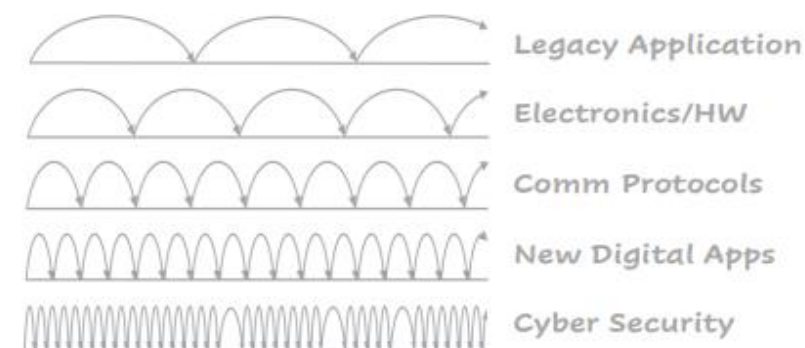 Legacy Application
Electronics/HW
Comm Protocols
New Digital Apps
Cyber Security